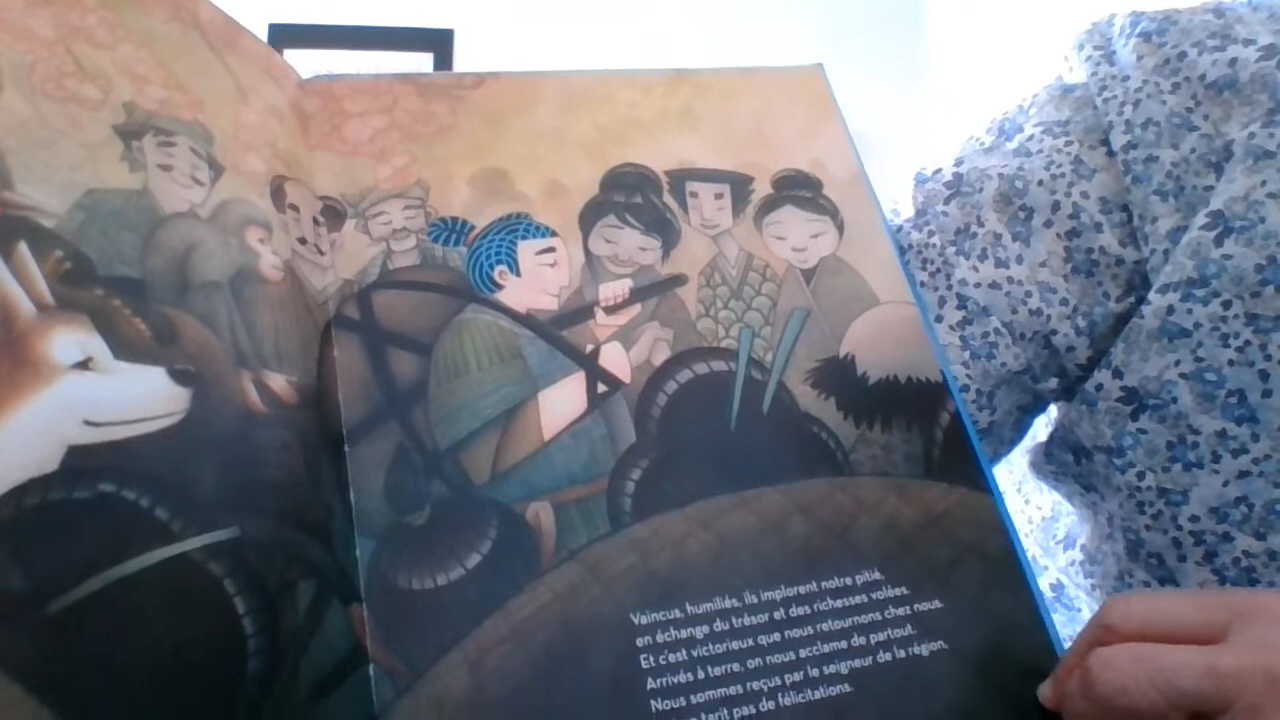 Vaincus, humiliés, ils implorent notre pitié,
en échange du trésor et des richesses volées.
Et c'est victorieux que nous retournons chez nous.
Arrivés à terre, on nous acclame de partout.
Nous sommes reçus par le seigneur de la région,
tarit pas de félicitations.